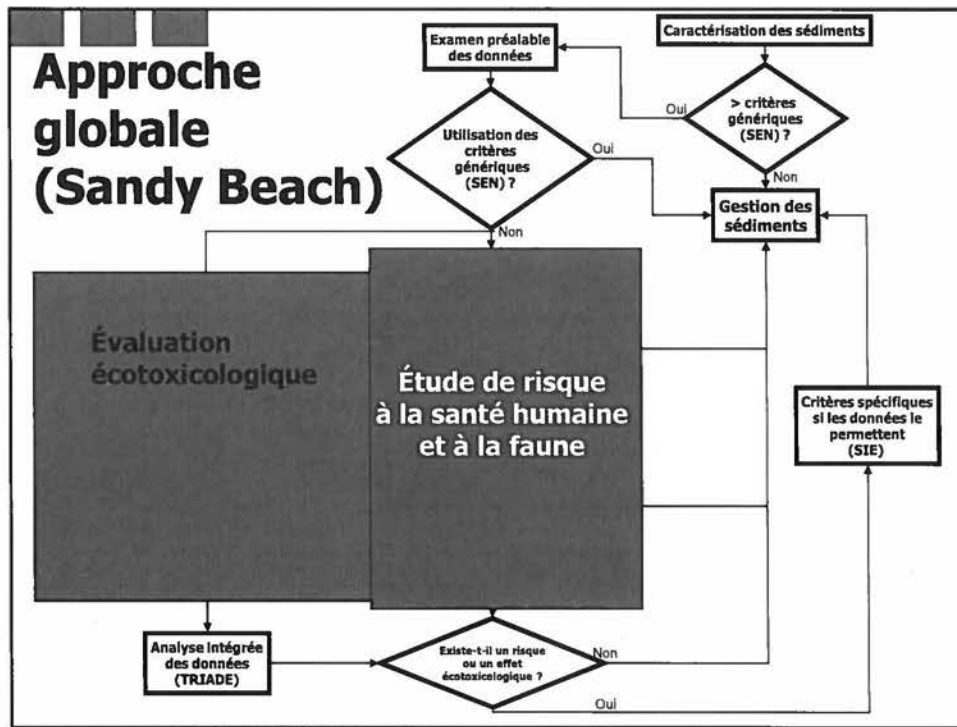 Approche
globale
(Sandy Beach)
Examen préalable
des données
Caractérisation des sédiments
> critères
génériques
(SEN) ?
Oui
Non
Utilisation des
critères
génériques
(SEN) ?
Oui
Non
Gestion des
sédiments
Évaluation
écotoxicologique
Étude de risque
à la santé humaine
et à la faune
Critères spécifiques
si les données le
permettent
(SIE)
Analyse intégrée
des données
(TRIADE)
Existe-t-il un risque
ou un effet
écotoxicologique ?
Non
Oui